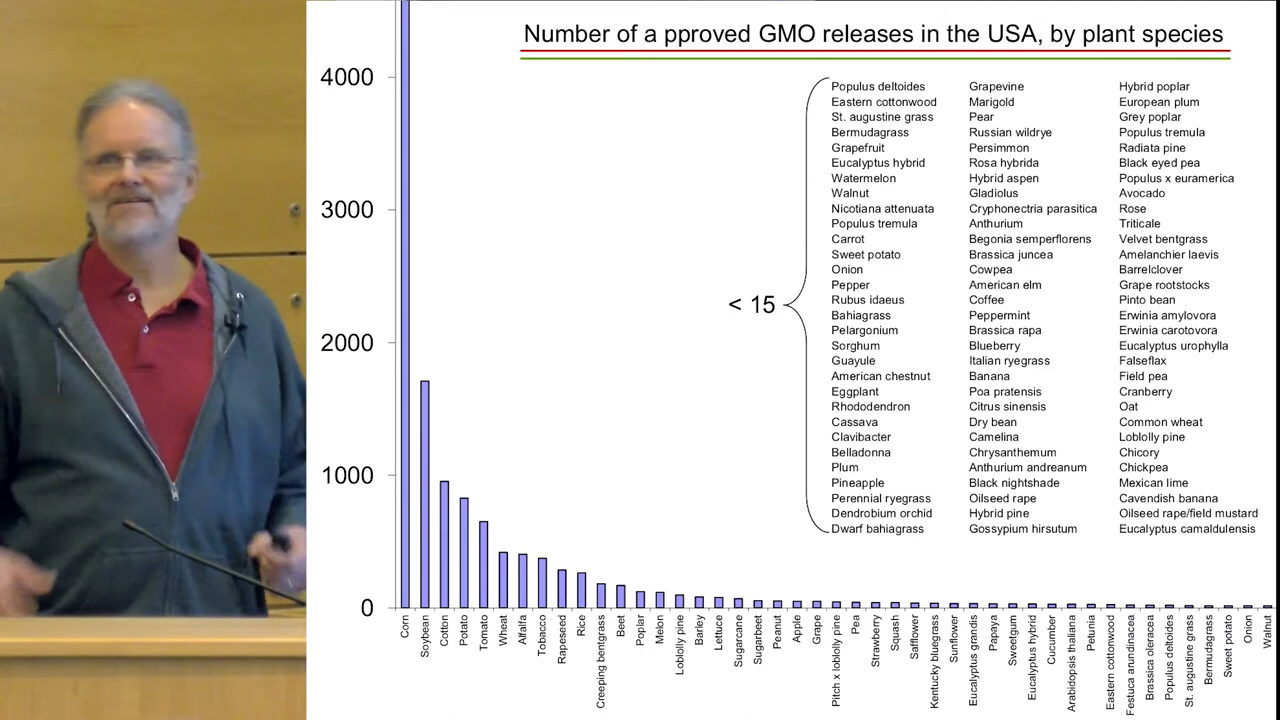 Number of a pproved GMO releases in the USA, by plant species
4000
3000
2000
1000
0
< 15
Populus deltoides
Eastern cottonwood
St. augustine grass
Bermudagrass
Grapefruit
Eucalyptus hybrid
Watermelon
Walnut
Nicotiana attenuata
Populus tremula
Carrot
Sweet potato
Onion
Pepper
Rubus idaeus
Bahiagrass
Pelargonium
Sorghum
Guayule
American chestnut
Eggplant
Rhododendron
Cassava
Clavibacter
Belladonna
Plum
Pineapple
Perennial ryegrass
Dendrobium orchid
Dwarf bahiagrass
Grapevine
Marigold
Pear
Russian wildrye
Persimmon
Rosa hybrida
Hybrid aspen
Gladiolus
Cryphonectria parasitica
Anthurium
Begonia semperflorens
Brassica juncea
Cowpea
American elm
Coffee
Peppermint
Brassica rapa
Blueberry
Italian ryegrass
Banana
Poa pratensis
Citrus sinensis
Dry bean
Camelina
Chrysanthemum
Anthurium andreanum
Black nightshade
Oilseed rape
Hybrid pine
Gossypium hirsutum
Hybrid poplar
European plum
Grey poplar
Populus tremula
Radiata pine
Black eyed pea
Populus x euramerica
Avocado
Rose
Triticale
Velvet bentgrass
Amelanchier laevis
Barrelclover
Grape rootstocks
Pinto bean
Erwinia amylovora
Erwinia carotovora
Eucalyptus urophylla
Falseflax
Field pea
Cranberry
Oat
Common wheat
Loblolly pine
Chicory
Chickpea
Mexican lime
Cavendish banana
Oilseed rape/field mustard
Eucalyptus camaldulensis
Corn
Soybean
Cotton
Potato
Tomato
Wheat
Alfalfa
Tobacco
Rapeseed
Rice
Creeping bentgrass
Beet
Poplar
Melon
Loblolly pine
Barley
Lettuce
Sugarcane
Sugarbeet
Peanut
Apple
Grape
Pitch x loblolly pine
Pea
Strawberry
Squash
Safflower
Kentucky bluegrass
Sunflower
Eucalyptus grandis
Papaya
Sweetgum
Eucalyptus hybrid
Cucumber
Arabidopsis thaliana
Petunia
Eastern cottonwood
Festuca arundinacea
Brassica oleracea
Populus deltoides
St. augustine grass
Bermudagrass
Sweet potato
Onion
Walnut